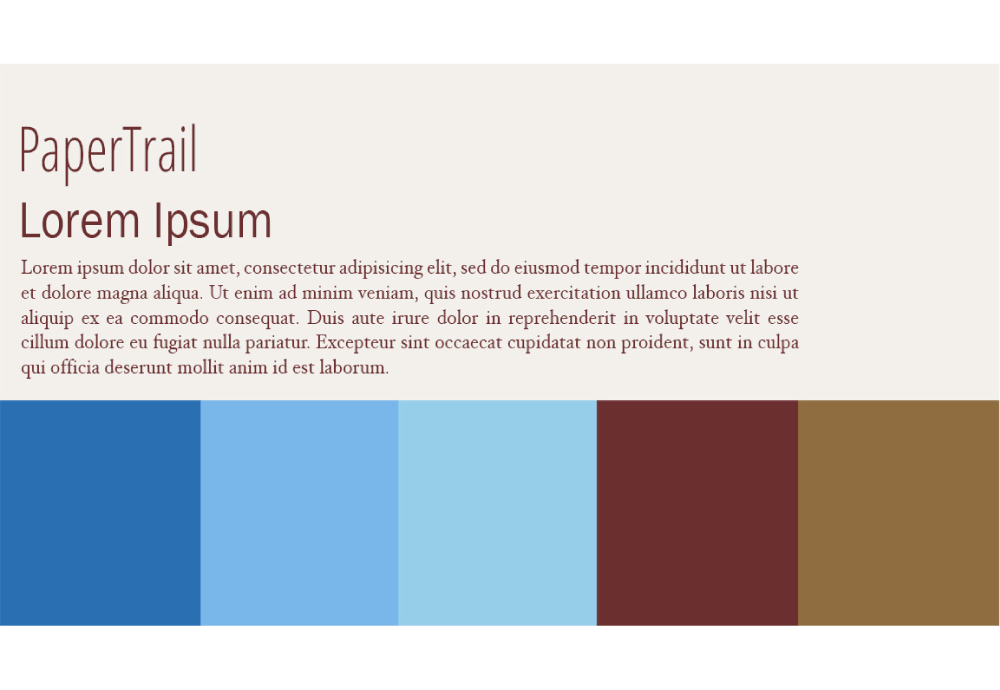 PaperTrail
Lorem Ipsum
Lorem ipsum dolor sit amet, consectetur adipisicing elit, sed do eiusmod tempor incididunt ut labore
et dolore magna aliqua. Ut enim ad minim veniam, quis nostrud exercitation ullamco laboris nisi ut
aliquip ex ea commodo consequat. Duis aute irure dolor in reprehenderit in voluptate velit esse
cillum dolore eu fugiat nulla pariatur. Excepteur sint occaecat cupidatat non proident, sunt in culpa
qui officia deserunt mollit anim id est laborum.